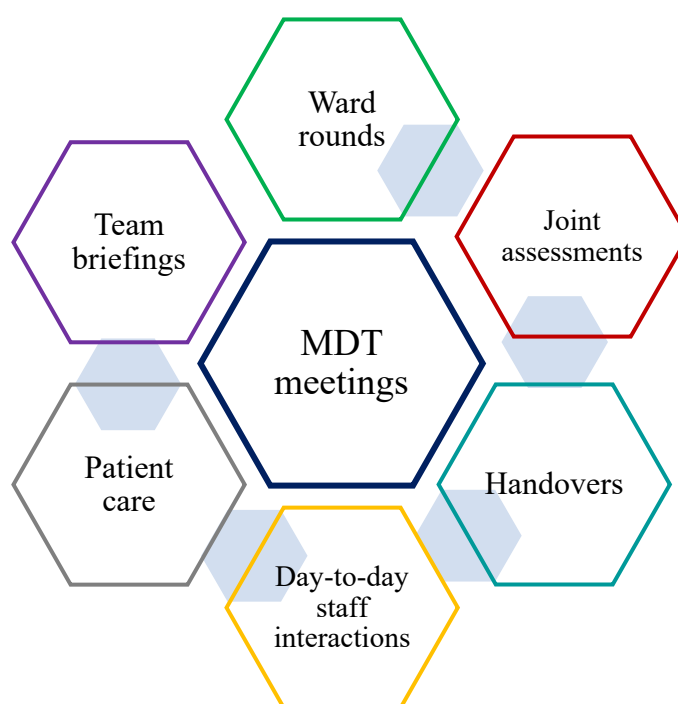 Ward
rounds
Joint
assessments
Team
briefings
MDT
meetings
Patient
care
Handovers
Day-to-day
staff
interactions